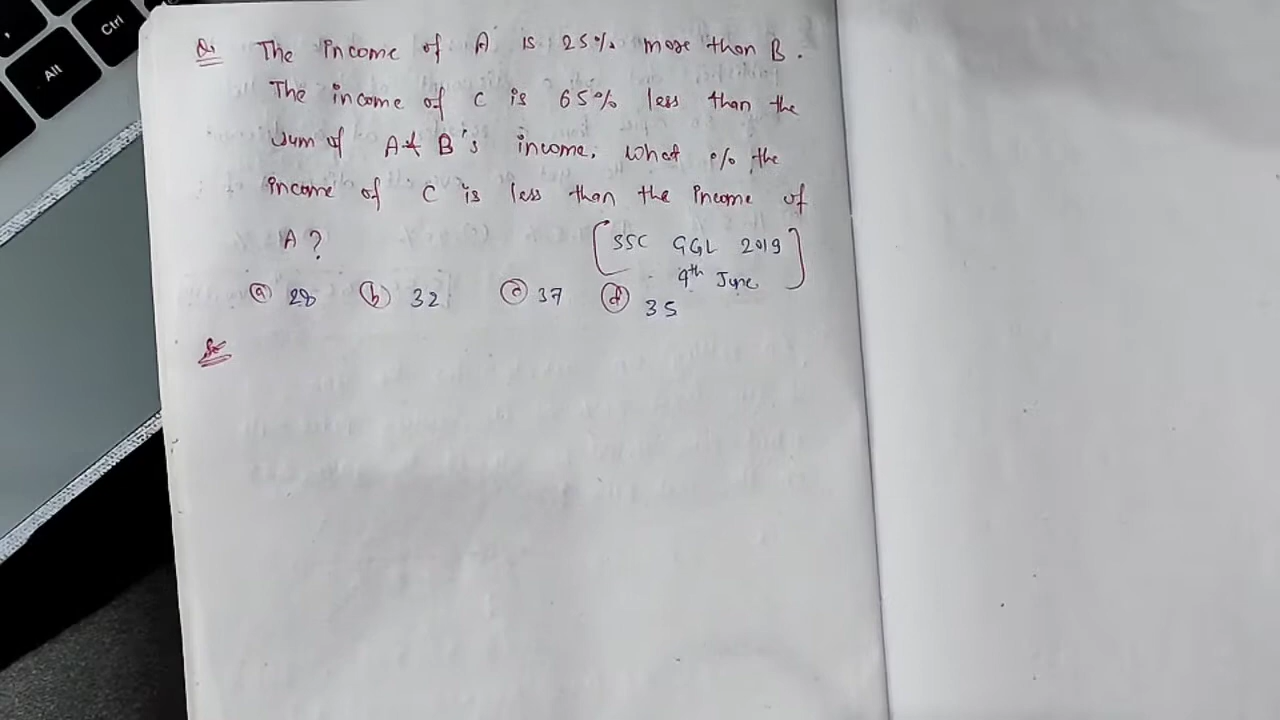 Ctrl
Alt
Q. The income of A is 25% more than B.
The income of C is 65% less than the
sum of A & B's income. What % the
income of C is less than the income of
A?
[SSC CGL 2019
4th June]
(a) 28 (b) 32 (c) 37 (d) 35